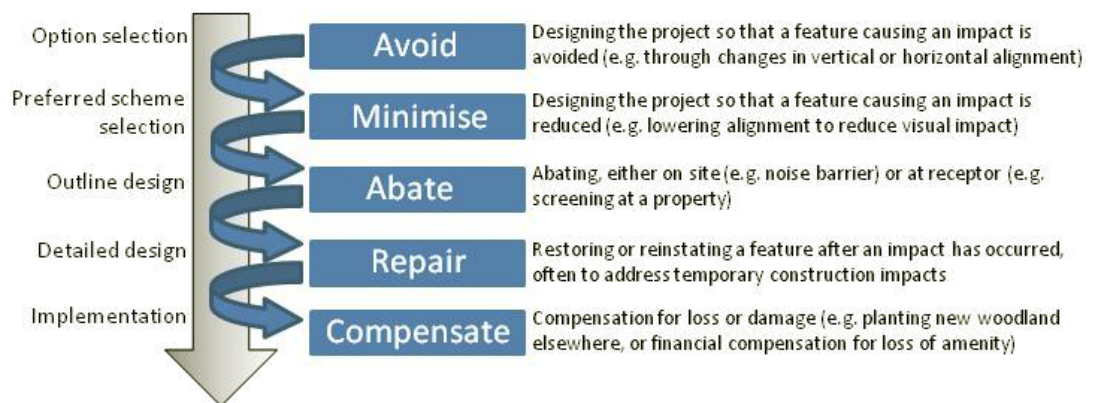 Option selection
Avoid
Designing the project so that a feature causing an impact is
avoided (e.g. through changes in vertical or horizontal alignment)
Preferred scheme
selection
Minimise
Designing the project so that a feature causing an impact is
reduced (e.g. lowering alignment to reduce visual impact)
Outline design
Abate
Abating, either on site (e.g. noise barrier) or at receptor (e.g.
screening at a property)
Detailed design
Repair
Restoring or reinstating a feature after an impact has occurred,
often to address temporary construction impacts
Implementation
Compensate
Compensation for loss or damage (e.g. planting new woodland
elsewhere, or financial compensation for loss of amenity)